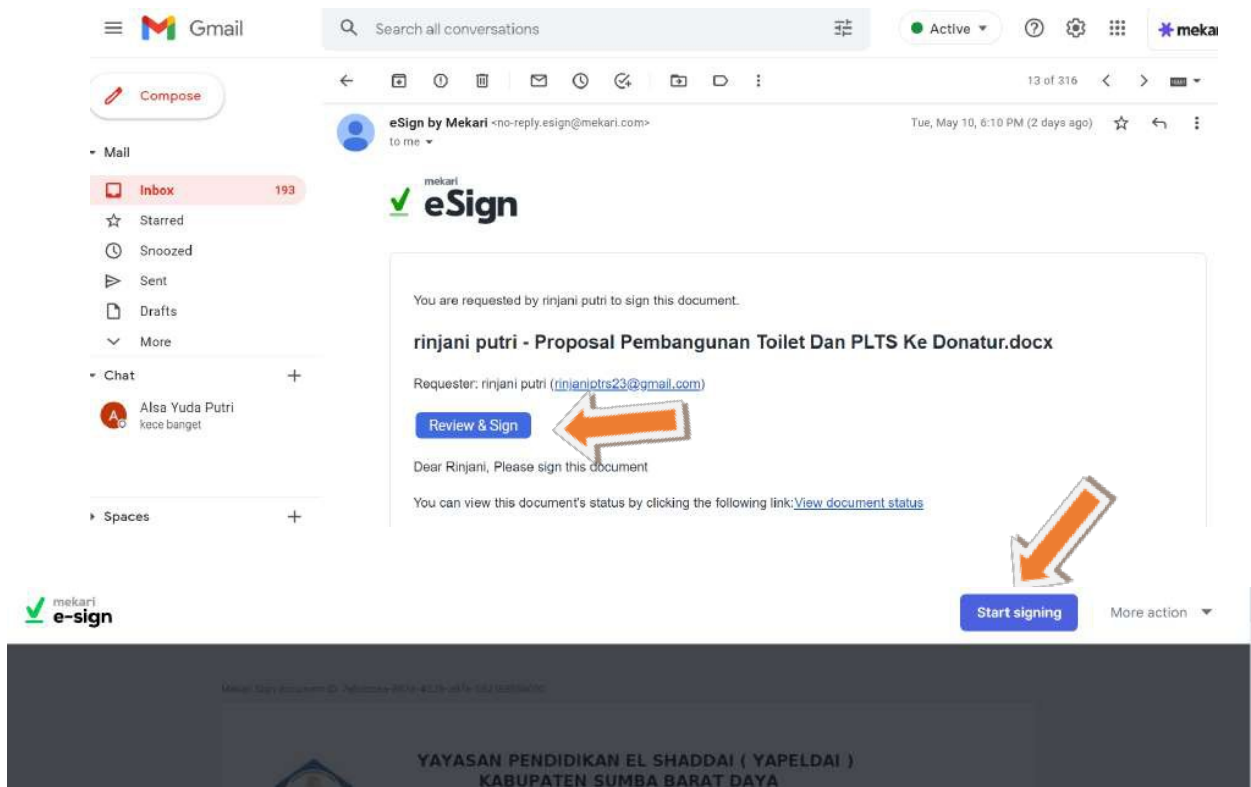 Gmail
Search all conversations
Active
mekar
Compose
13 of 316
eSign by Mekari <no-reply.esign@mekari.com>
Tue, May 10, 6:10 PM (2 days ago)
to me
Mail
Inbox 193
Starred
Snoozed
Sent
Drafts
More
Chat
Alsa Yuda Putri
kece banget
Spaces
mekari
eSign
You are requested by rinjani putri to sign this document.
rinjani putri - Proposal Pembangunan Toilet Dan PLTS Ke Donatur.docx
Requester: rinjani putri (rinjaniptrs23@gmail.com)
Review & Sign
Dear Rinjani, Please sign this document
You can view this document's status by clicking the following link:View document status
mekari
e-sign
Start signing
More action
Mekari Sign document ID:
YAYASAN PENDIDIKAN EL SHADDAI ( YAPELDAI )
KABUPATEN SUMBA BARAT DAYA